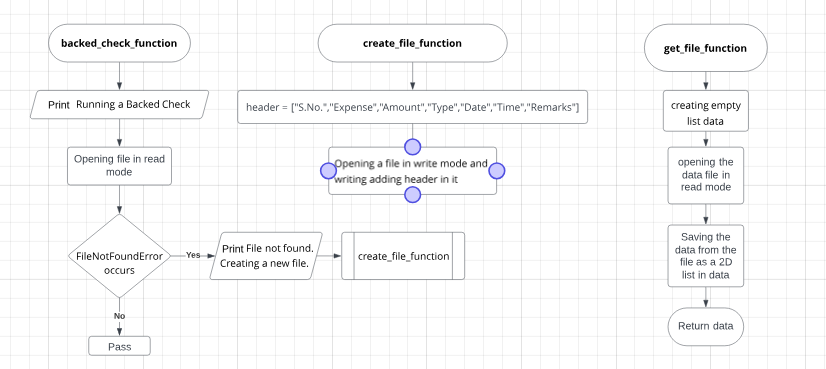 backed_check_function
Print Running a Backed Check
Opening file in read
mode
FileNotFoundError
occurs
Yes
Print File not found.
Creating a new file.
create_file_function
No
Pass
create_file_function
header = ["S.No.","Expense","Amount","Type","Date","Time","Remarks"]
Opening a file in write mode and
writing adding header in it
get_file_function
creating empty
list data
opening the
data file in
read mode
Saving the
data from the
file as a 2D
list in data
Return data